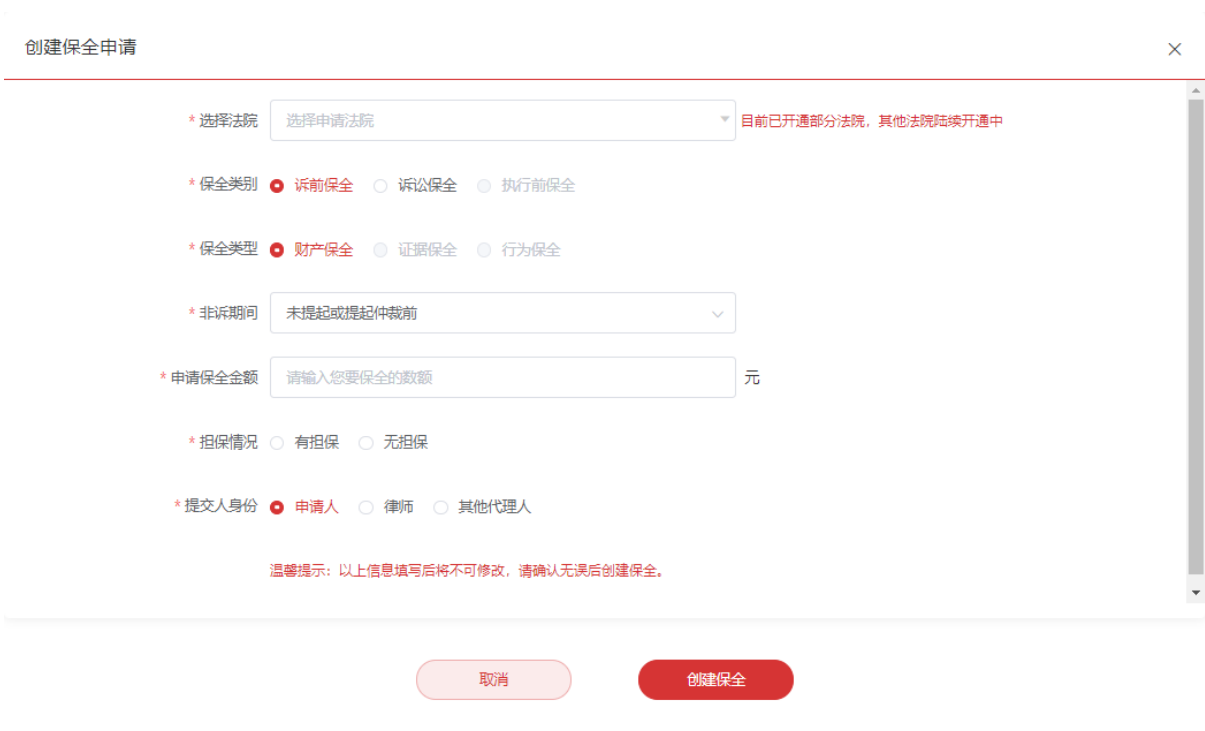 创建保全申请
* 选择法院 选择申请法院 目前已开通部分法院，其他法院陆续开通中
* 保全类别 诉前保全 诉讼保全 执行前保全
* 保全类型 财产保全 证据保全 行为保全
* 非诉期间 未提起或提起仲裁前
* 申请保全金额 请输入您要保全的数额 元
* 担保情况 有担保 无担保
* 提交人身份 申请人 律师 其他代理人
温馨提示：以上信息填写后将不可修改，请确认无误后创建保全。
取消 创建保全